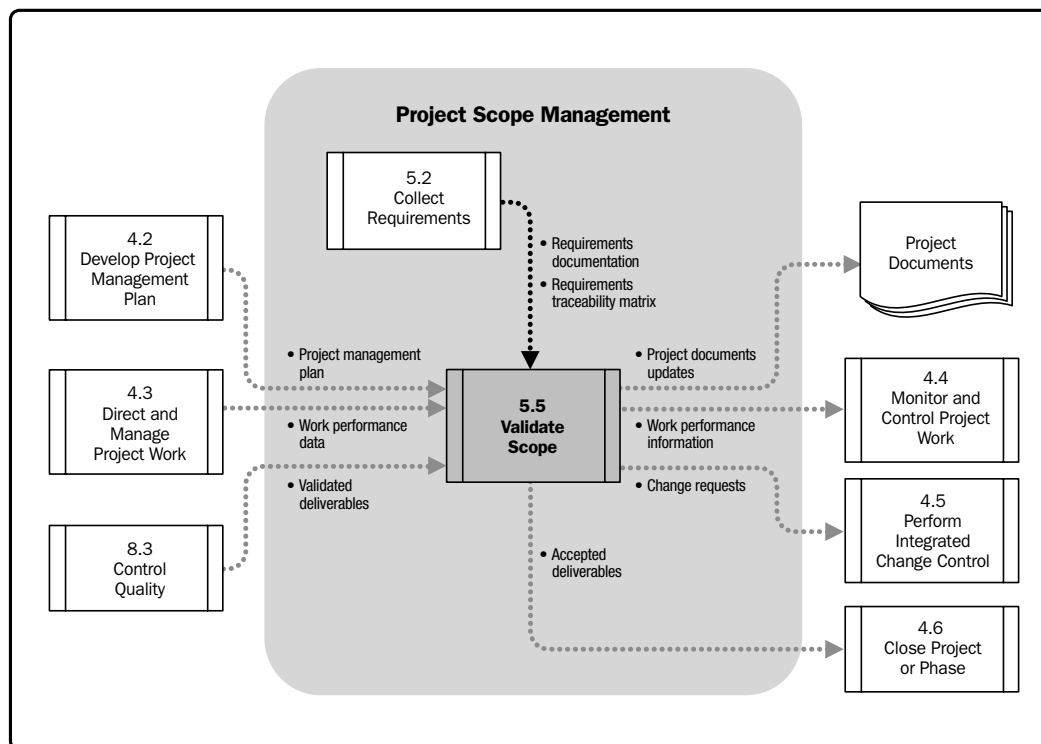 Project Scope Management
5.2
Collect
Requirements
4.2
Develop Project
Management
Plan
• Requirements
documentation
• Requirements
traceability matrix
Project
Documents
• Project management
plan
• Project documents
updates
4.3
Direct and
Manage
Project Work
• Work performance
data
5.5
Validate
Scope
• Work performance
information
4.4
Monitor and
Control Project
Work
• Validated
deliverables
• Change requests
4.5
Perform
Integrated
Change Control
8.3
Control
Quality
• Accepted
deliverables
4.6
Close Project
or Phase